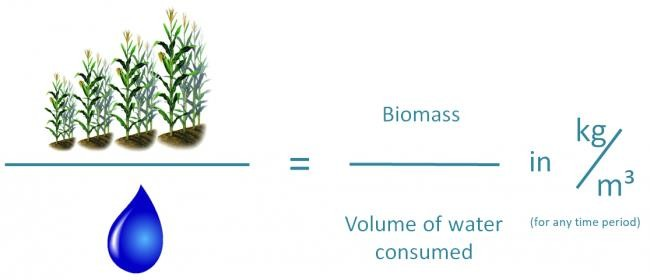 =
Biomass
Volume of water
consumed
in kg/m³
(for any time period)